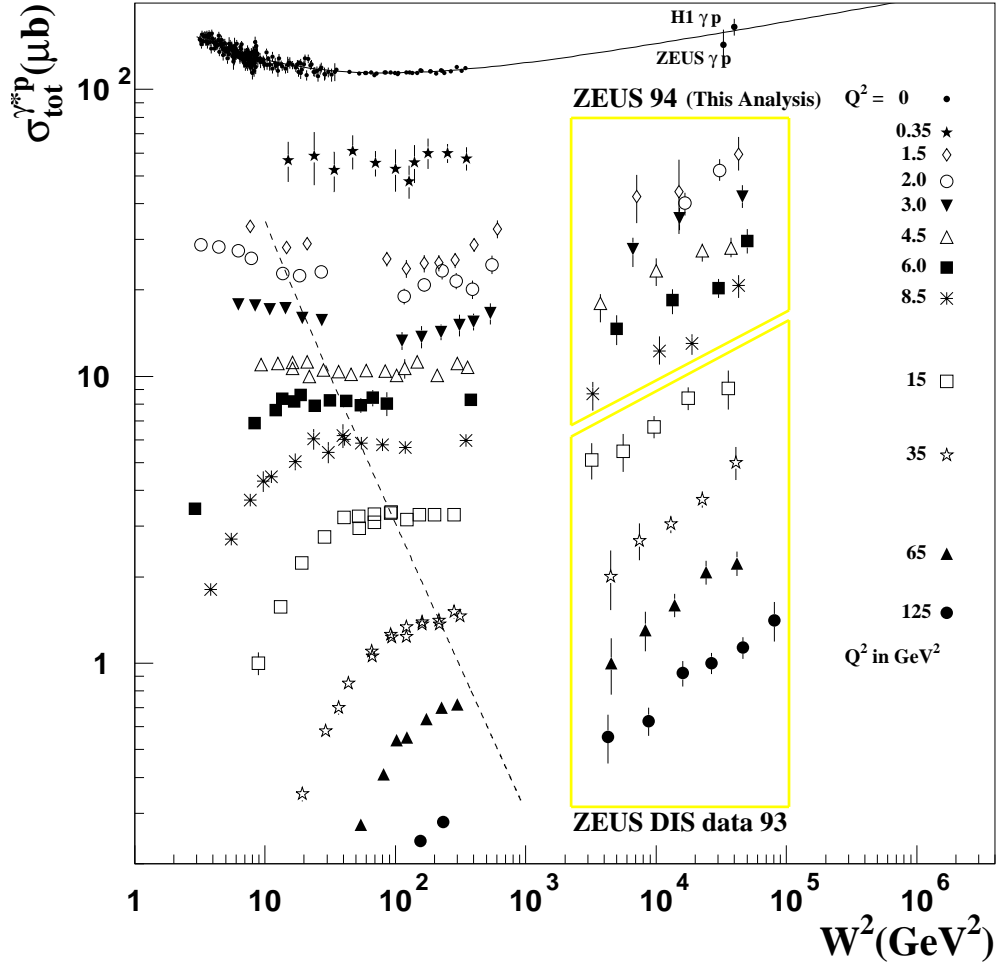 σ^{γ*p}_{tot}(μb)
H1 γ p
ZEUS γ p
10^2
10
1
ZEUS 94 (This Analysis)
Q^2 = 0
0.35
1.5
2.0
3.0
4.5
6.0
8.5
15
35
65
125
Q^2 in GeV^2
ZEUS DIS data 93
1 10 10^2 10^3 10^4 10^5 10^6
W^2(GeV^2)